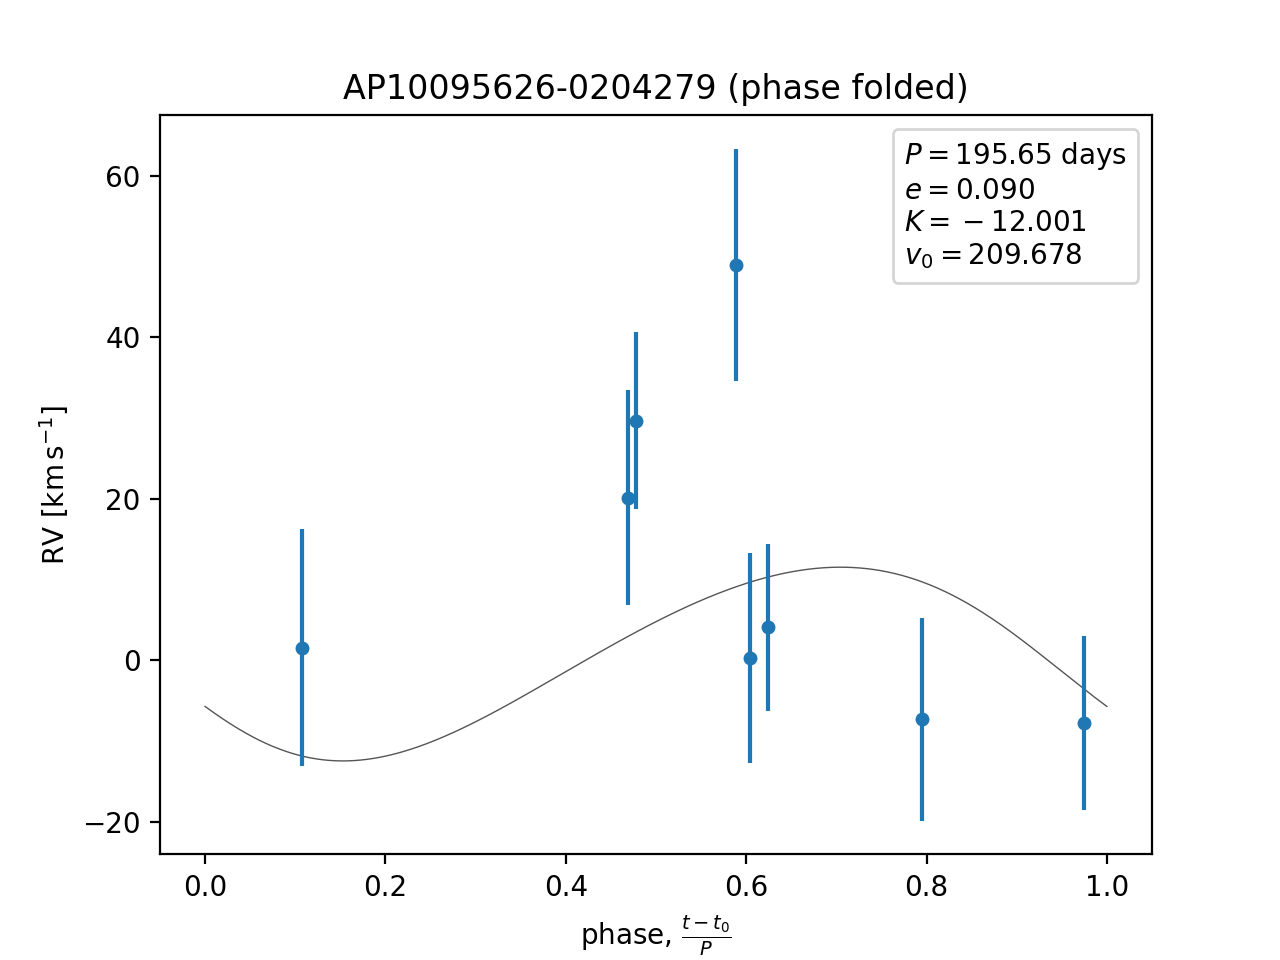 AP10095626-0204279 (phase folded)
P = 195.65 days
e = 0.090
K = − 12.001
v₀ = 209.678
60
40
20
0
−20
RV [km s⁻¹]
0.0 0.2 0.4 0.6 0.8 1.0
phase, (t − t₀)/P